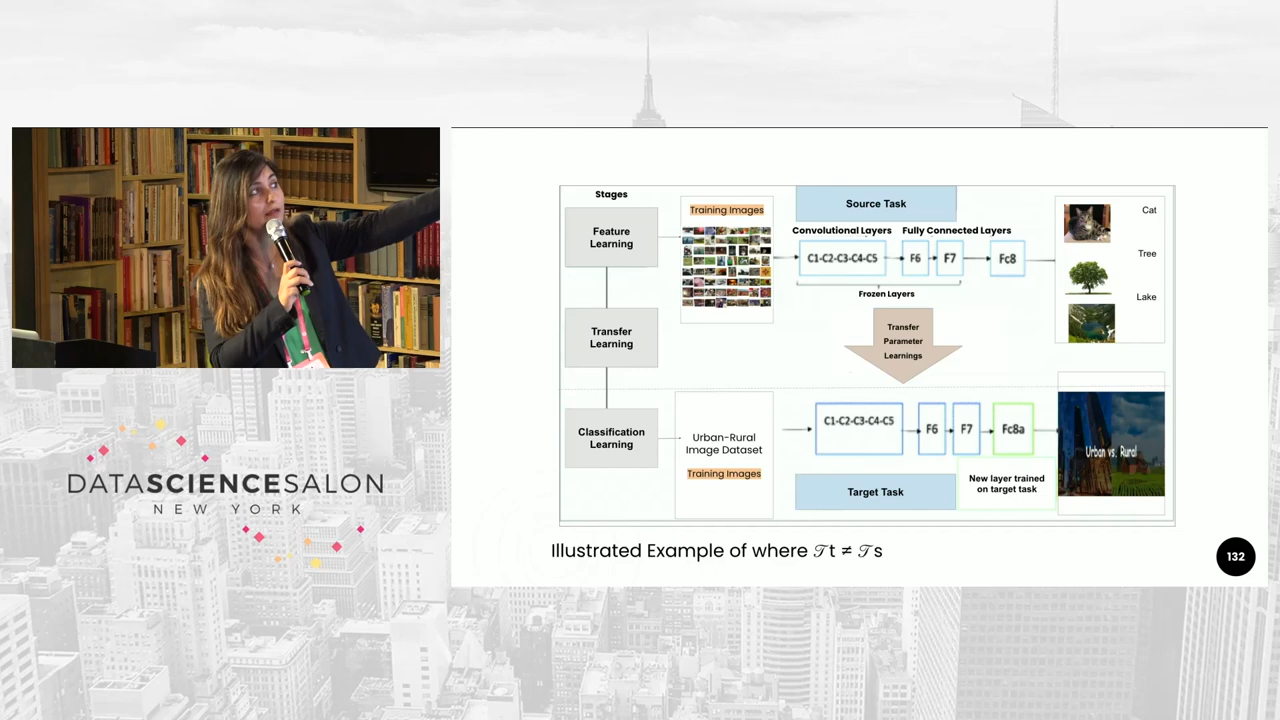 Stages
Feature
Learning
Transfer
Learning
Classification
Learning
Training Images
Source Task
Convolutional Layers
Fully Connected Layers
C1-C2-C3-C4-C5
F6
F7
Fc8
Frozen Layers
Cat
Tree
Lake
Transfer
Parameter
Learnings
Urban-Rural
Image Dataset
Training Images
C1-C2-C3-C4-C5
F6
F7
Fc8a
Target Task
New layer trained
on target task
Urban vs. Rural
Illustrated Example of where 𝒯t ≠ 𝒯s
132
DATASCIENCESALON
NEW YORK